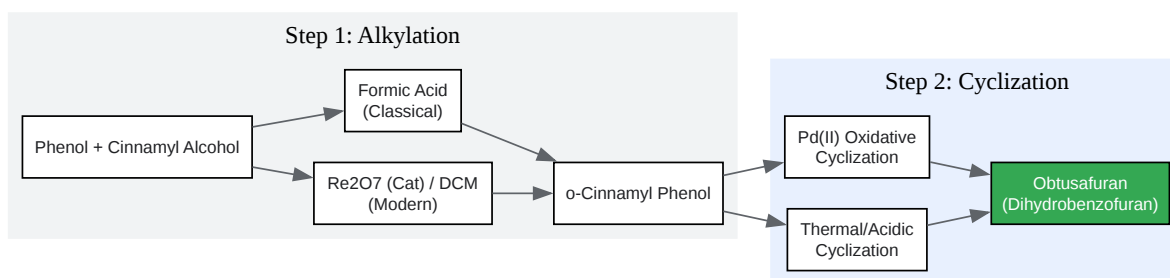 Step 1: Alkylation
Phenol + Cinnamyl Alcohol
Formic Acid
(Classical)
Re2O7 (Cat) / DCM
(Modern)
o-Cinnamyl Phenol
Step 2: Cyclization
Pd(II) Oxidative
Cyclization
Thermal/Acidic
Cyclization
Obtusafuran
(Dihydrobenzofuran)